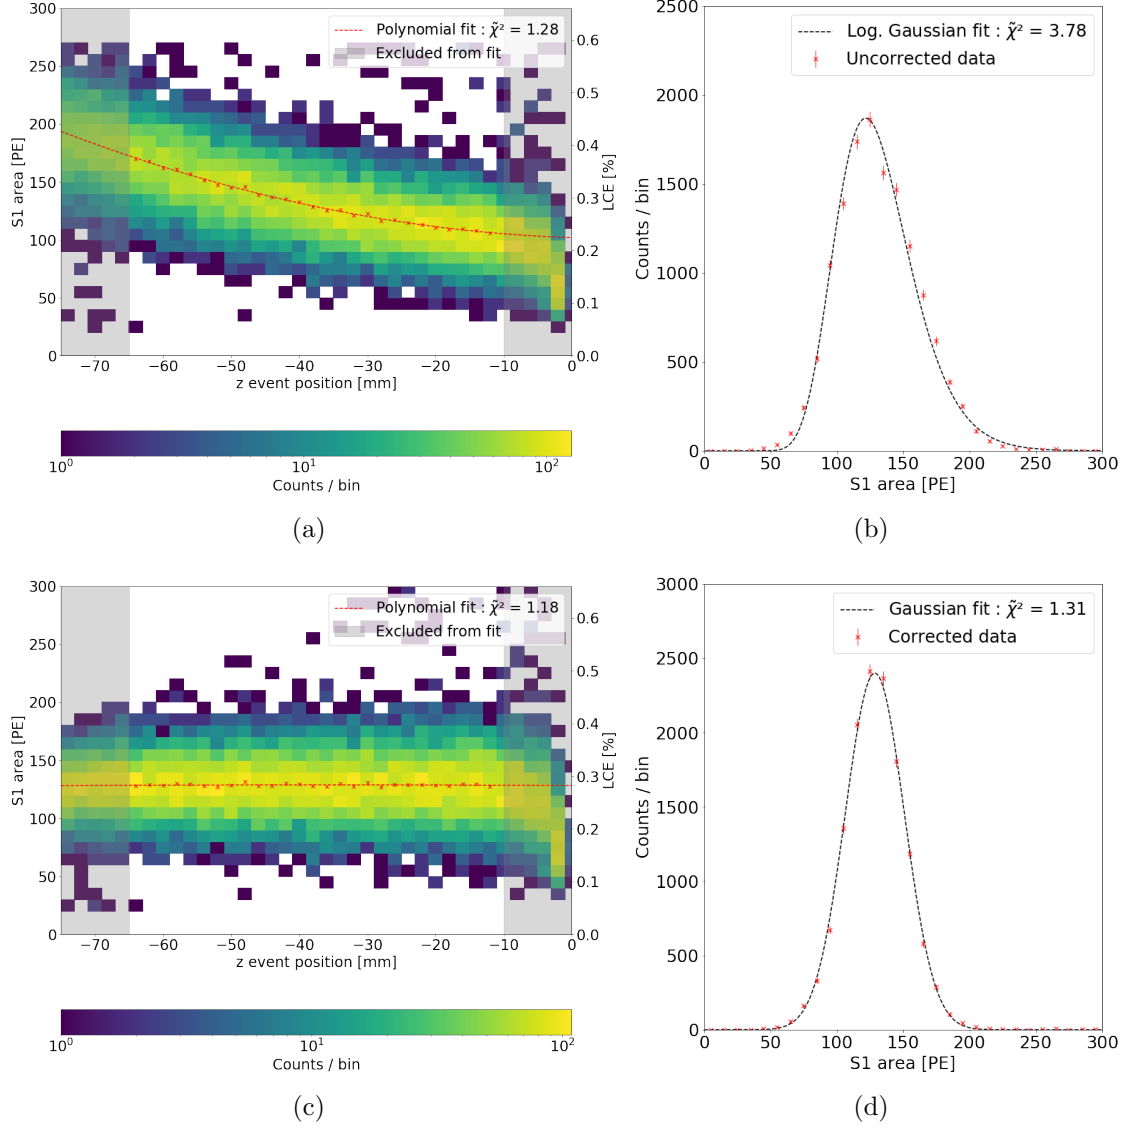 300
250
200
150
100
50
0
S1 area [PE]
Polynomial fit : χ̃² = 1.28
Excluded from fit
0.6
0.5
0.4
0.3
0.2
0.1
0.0
LCE [%]
−70 −60 −50 −40 −30 −20 −10 0
z event position [mm]
10⁰ 10¹ 10²
Counts / bin
(a)
2500
2000
1500
1000
500
0
Counts / bin
Log. Gaussian fit : χ̃² = 3.78
Uncorrected data
0 50 100 150 200 250 300
S1 area [PE]
(b)
300
250
200
150
100
50
0
S1 area [PE]
Polynomial fit : χ̃² = 1.18
Excluded from fit
0.6
0.5
0.4
0.3
0.2
0.1
0.0
LCE [%]
−70 −60 −50 −40 −30 −20 −10 0
z event position [mm]
10⁰ 10¹ 10²
Counts / bin
(c)
3000
2500
2000
1500
1000
500
0
Counts / bin
Gaussian fit : χ̃² = 1.31
Corrected data
0 50 100 150 200 250 300
S1 area [PE]
(d)